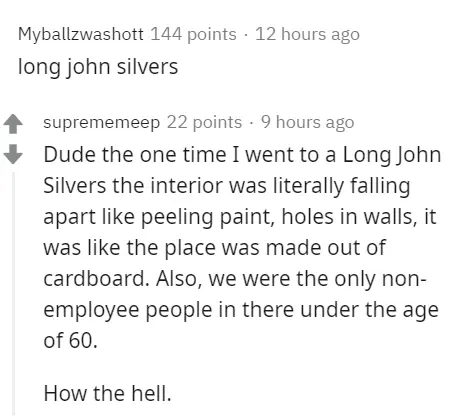 Myballzwashott 144 points · 12 hours ago
long john silvers
suprememeep 22 points · 9 hours ago
Dude the one time I went to a Long John
Silvers the interior was literally falling
apart like peeling paint, holes in walls, it
was like the place was made out of
cardboard. Also, we were the only non-
employee people in there under the age
of 60.
How the hell.